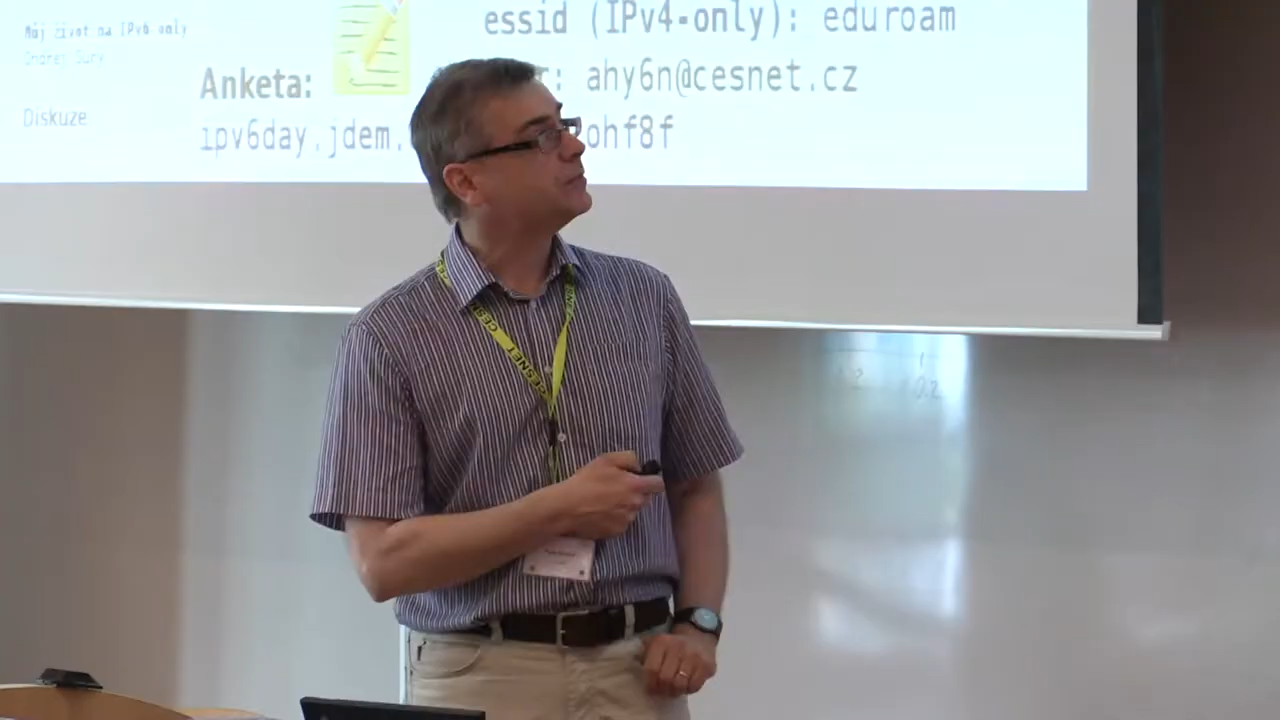 Můj život na IPv6-only
Ondřej Surý
Diskuze
essid (IPv4-only): eduroam
Anketa:
: ahy6n@cesnet.cz
ipv6day.jdem.
ohf8f
CESNET
CESNET